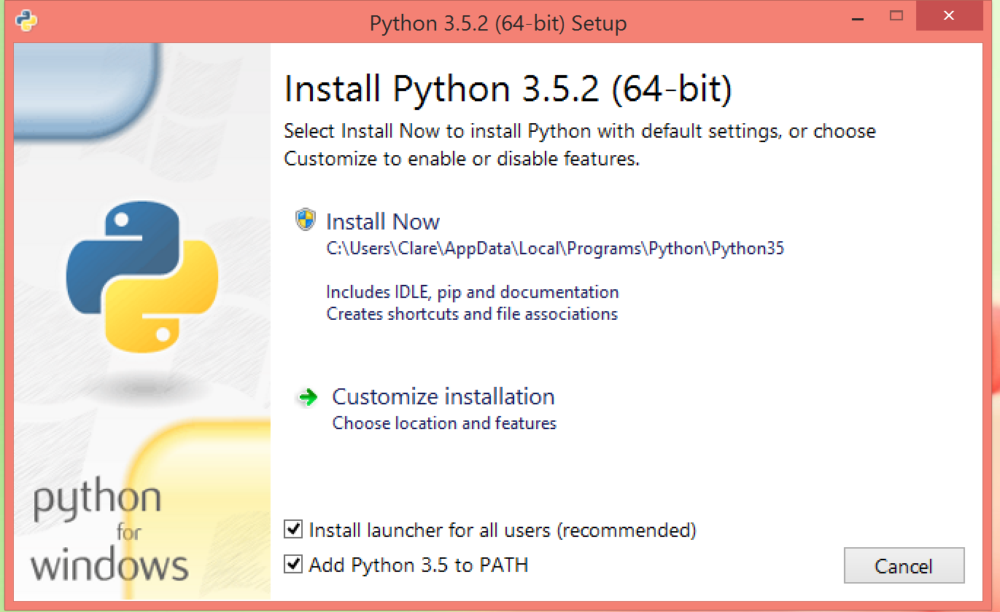 Python 3.5.2 (64-bit) Setup
Install Python 3.5.2 (64-bit)
Select Install Now to install Python with default settings, or choose
Customize to enable or disable features.
Install Now
C:\Users\Clare\AppData\Local\Programs\Python\Python35
Includes IDLE, pip and documentation
Creates shortcuts and file associations
Customize installation
Choose location and features
python
for
windows
Install launcher for all users (recommended)
Add Python 3.5 to PATH
Cancel